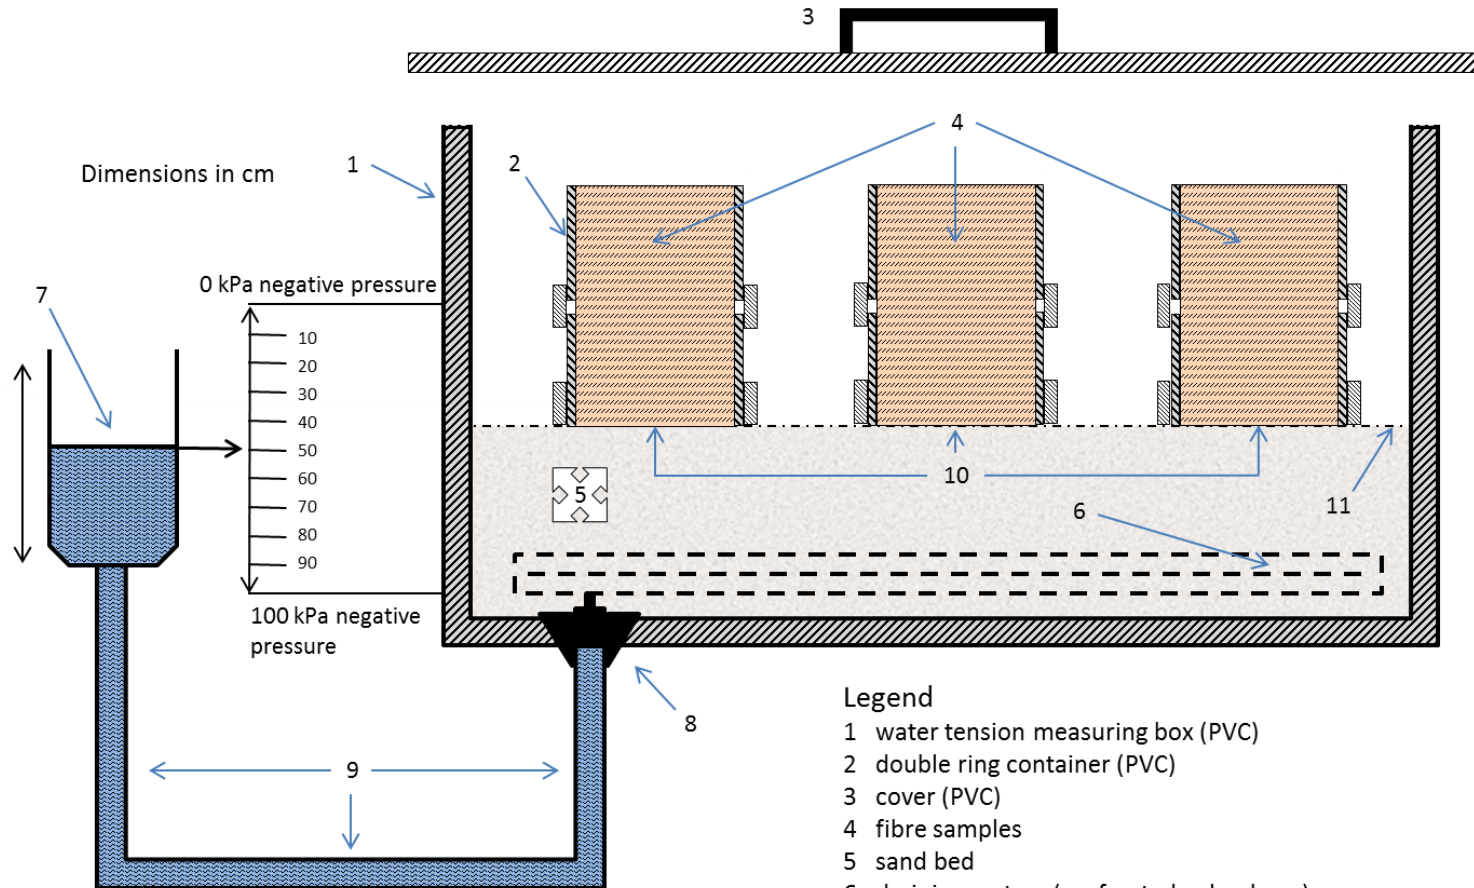 3
4
1
2
Dimensions in cm
0 kPa negative pressure
7
10
20
30
40
50
60
70
80
90
100 kPa negative
pressure
5
10
6
11
8
9
Legend
1 water tension measuring box (PVC)
2 double ring container (PVC)
3 cover (PVC)
4 fibre samples
5 sand bed